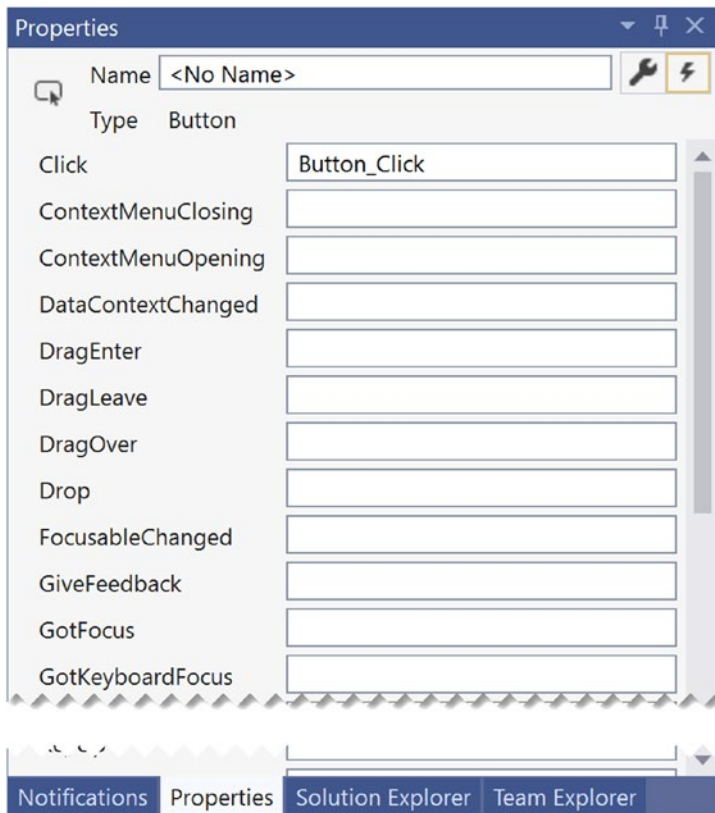 Properties
Name <No Name>
Type Button
Click Button_Click
ContextMenuClosing
ContextMenuOpening
DataContextChanged
DragEnter
DragLeave
DragOver
Drop
FocusableChanged
GiveFeedback
GotFocus
GotKeyboardFocus
Notifications Properties Solution Explorer Team Explorer